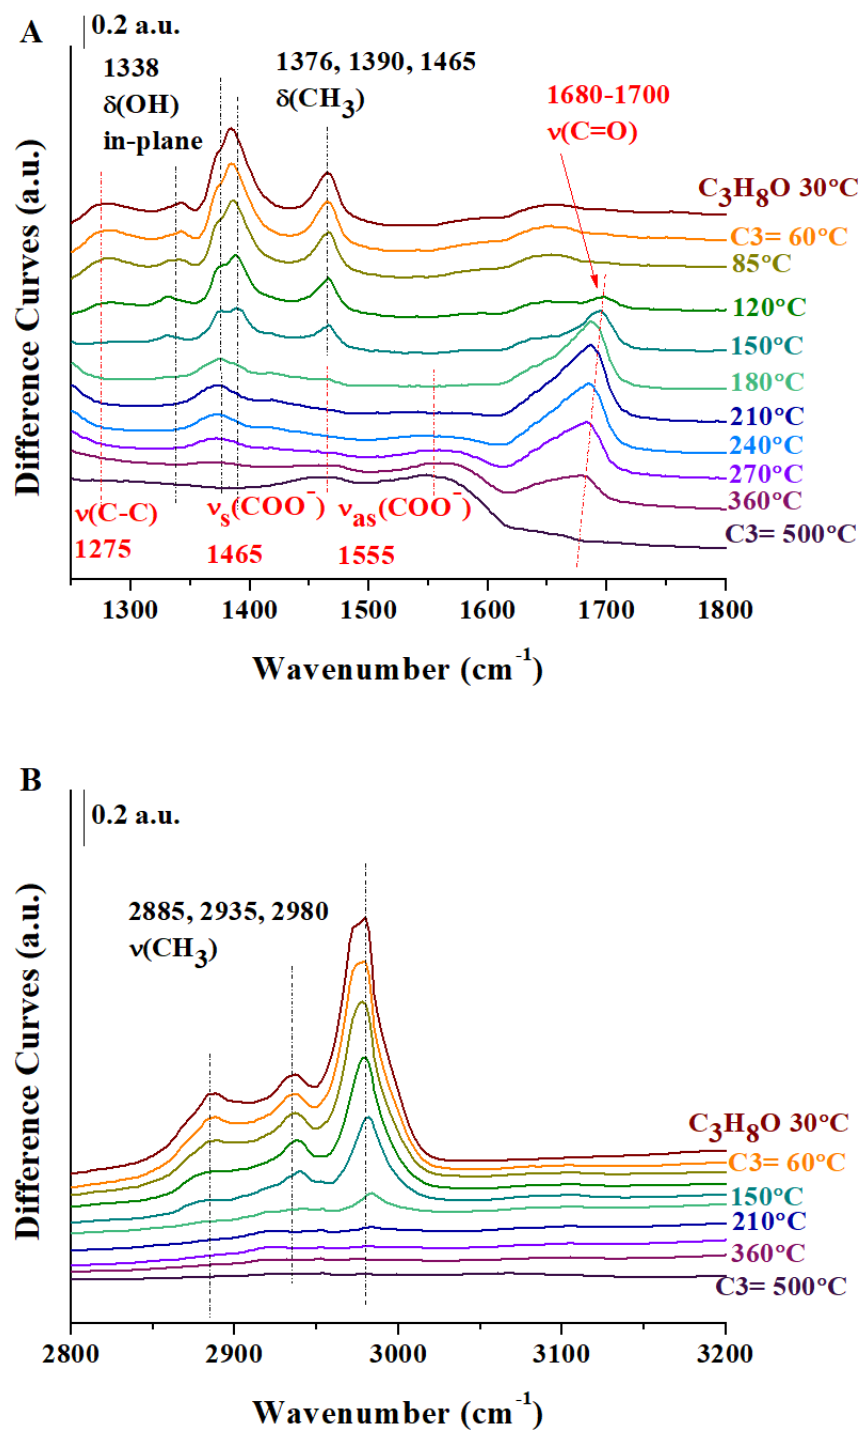 A
0.2 a.u.
1338
δ(OH)
in-plane
1376, 1390, 1465
δ(CH3)
1680-1700
ν(C=O)
C3H8O 30°C
C3= 60°C
85°C
120°C
150°C
180°C
210°C
240°C
270°C
360°C
C3= 500°C
ν(C-C)
1275
νs(COO⁻)
1465
νas(COO⁻)
1555
Difference Curves (a.u.)
1300 1400 1500 1600 1700 1800
Wavenumber (cm⁻¹)
B
0.2 a.u.
2885, 2935, 2980
ν(CH3)
C3H8O 30°C
C3= 60°C
150°C
210°C
360°C
C3= 500°C
Difference Curves (a.u.)
2800 2900 3000 3100 3200
Wavenumber (cm⁻¹)